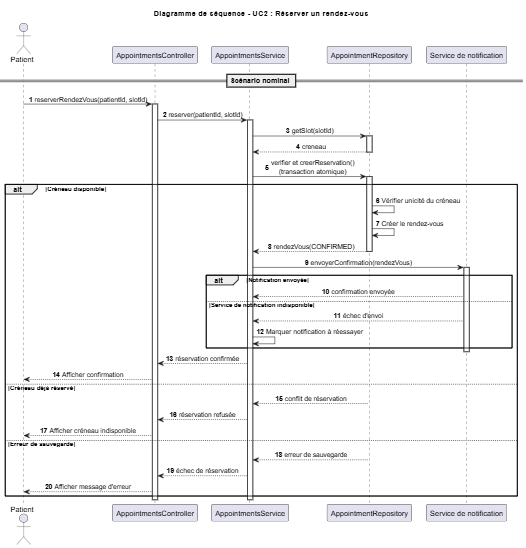 Diagramme de séquence - UC2 : Réserver un rendez-vous
Patient
AppointmentsController
AppointmentsService
AppointmentRepository
Service de notification
Scénario nominal
1 reserverRendezVous(patientId, slotId)
2 reserver(patientId, slotId)
3 getSlot(slotId)
4 creneau
5 verifier et creerReservation()
(transaction atomique)
alt [Créneau disponible]
6 Vérifier unicité du créneau
7 Créer le rendez-vous
8 rendezVous(CONFIRMED)
9 envoyerConfirmation(rendezVous)
alt [Notification envoyée]
10 confirmation envoyée
[Service de notification indisponible]
11 échec d'envoi
12 Marquer notification à réessayer
13 réservation confirmée
14 Afficher confirmation
[Créneau déjà réservé]
15 conflit de réservation
16 réservation refusée
17 Afficher créneau indisponible
[Erreur de sauvegarde]
18 erreur de sauvegarde
19 échec de réservation
20 Afficher message d'erreur
Patient
AppointmentsController
AppointmentsService
AppointmentRepository
Service de notification